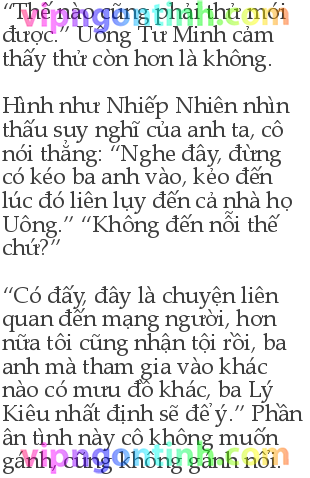 “Thế nào cũng phải thử mới
được.” Uông Tư Minh cảm
thấy thử còn hơn là không.
Hình như Nhiếp Nhiên nhìn
thấu suy nghĩ của anh ta, cô
nói thẳng: “Nghe đây, đừng
có kéo ba anh vào, kẻo đến
lúc đó liên lụy đến cả nhà họ
Uông.” “Không đến nỗi thế
chứ?”
“Có đấy, đây là chuyện liên
quan đến mạng người, hơn
nữa tôi cũng nhận tội rồi, ba
anh mà tham gia vào khác
nào có mưu đồ khác, ba Lý
Kiêu nhất định sẽ để ý.” Phần
ân tình này cô không muốn
gánh, cũng không gánh nổi.
vipngontinh.com
vipngontinh.com